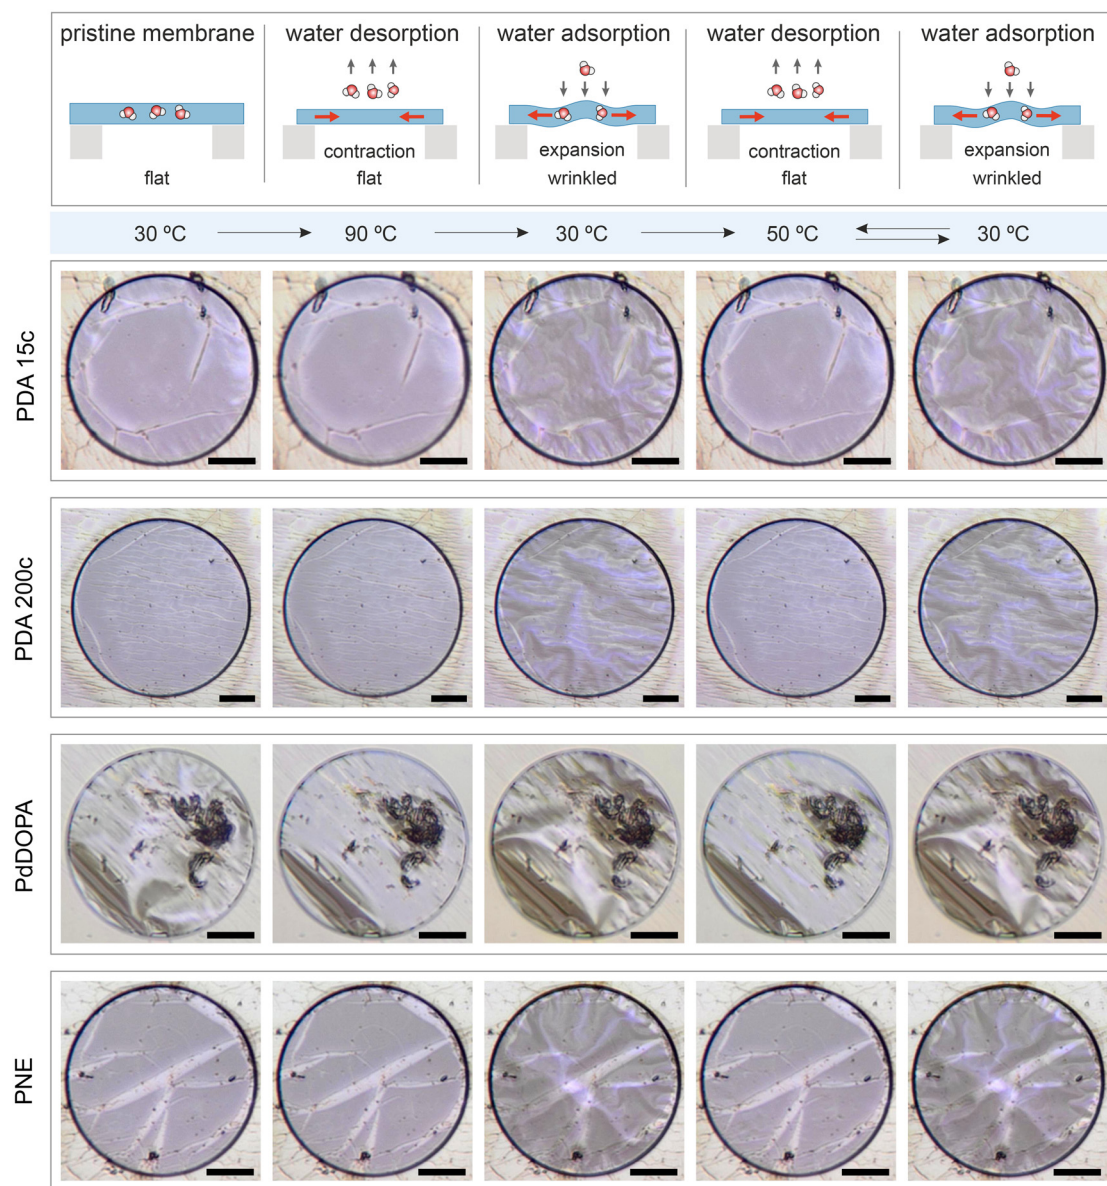 pristine membrane
water desorption
water adsorption
water desorption
water adsorption
contraction
expansion
contraction
expansion
flat
flat
wrinkled
flat
wrinkled
30 ºC
90 ºC
30 ºC
50 ºC
30 ºC
PDA 15c
PDA 200c
PdDOPA
PNE